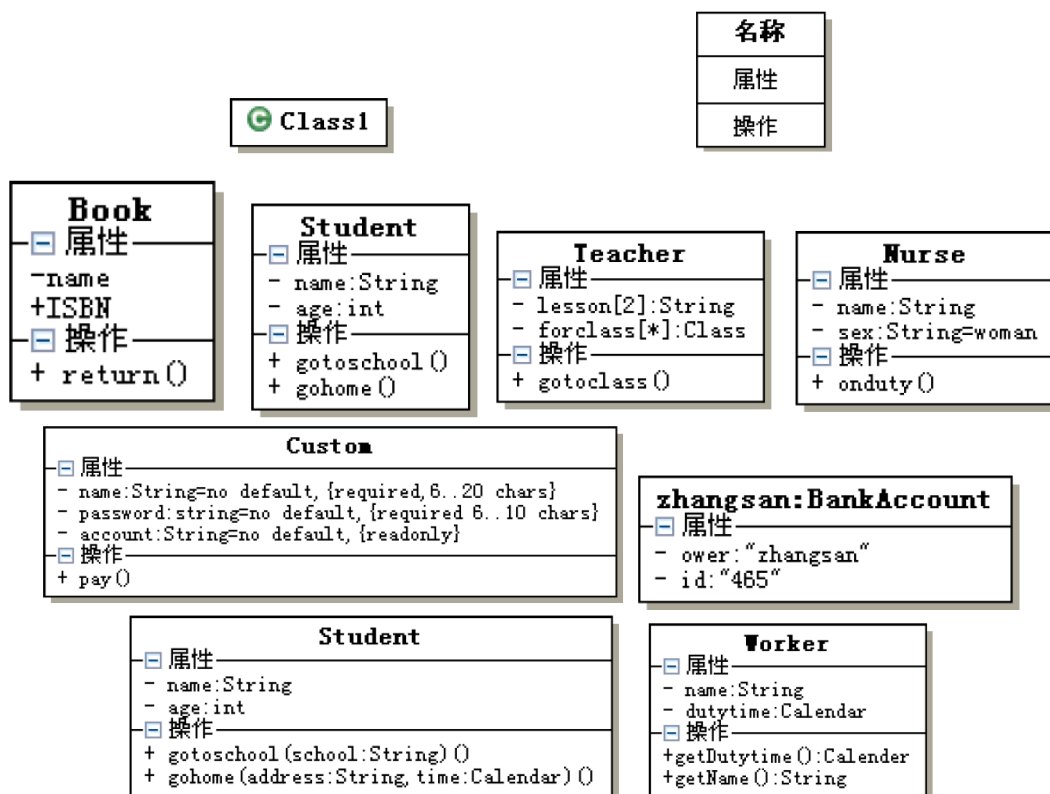 名称
属性
操作
Class1
Book
属性
-name
+ISBN
操作
+ return()
Student
属性
- name:String
- age:int
操作
+ gotoschool()
+ gohome()
Teacher
属性
- lesson[2]:String
- forclass[*]:Class
操作
+ gotoclass()
Nurse
属性
- name:String
- sex:String=woman
操作
+ onduty()
Custom
属性
- name:String=no default, {required,6..20 chars}
- password:string=no default, {required 6..10 chars}
- account:String=no default, {readonly}
操作
+ pay()
zhangsan:BankAccount
属性
- ower:"zhangsan"
- id:"465"
Student
属性
- name:String
- age:int
操作
+ gotoschool(school:String)()
+ gohome(address:String,time:Calendar)()
Worker
属性
- name:String
- dutytime:Calendar
操作
+getDutytime():Calender
+getName():String